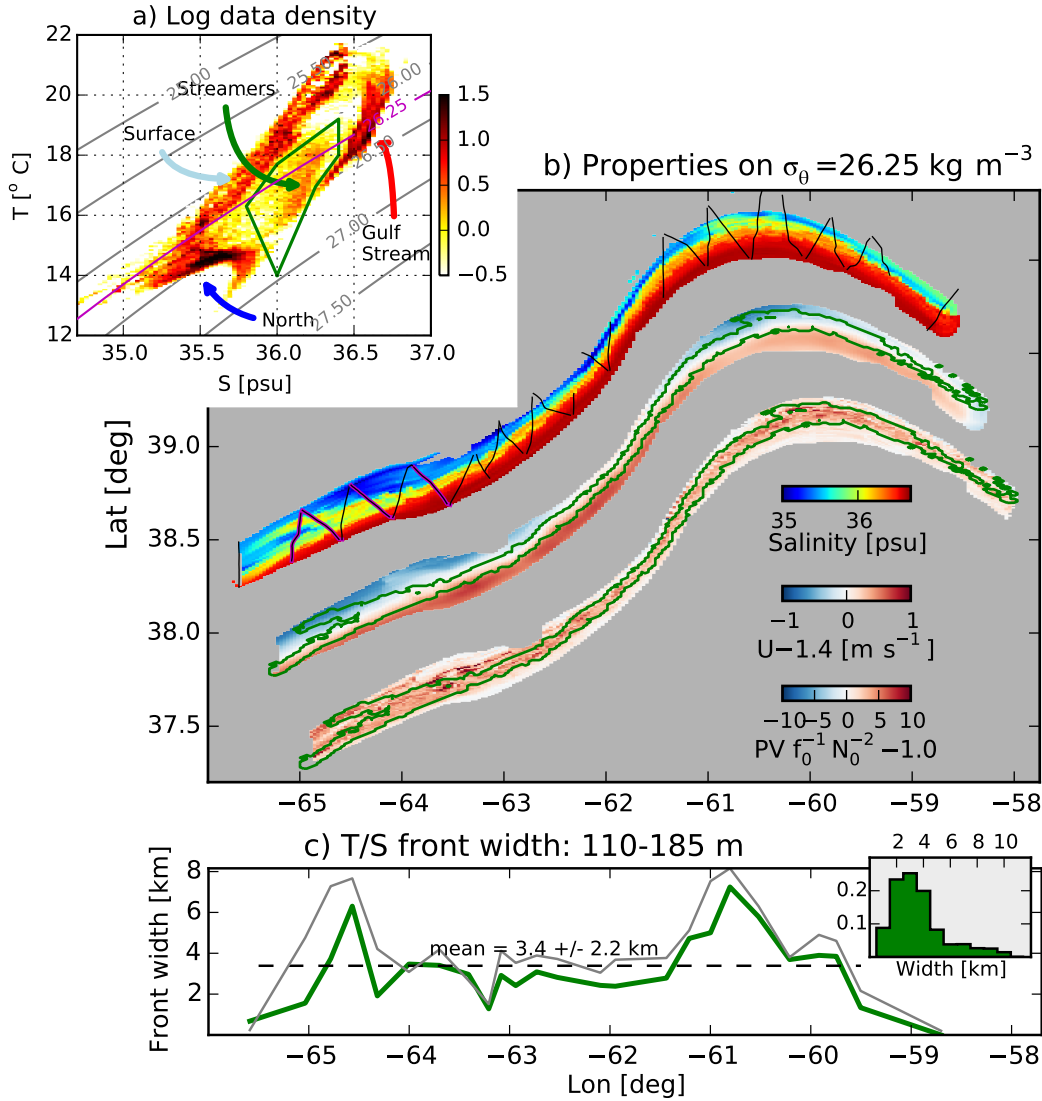 a) Log data density
22
20
18
16
14
12
T [° C]
35.0
35.5
36.0
36.5
37.0
S [psu]
Streamers
Surface
Gulf
Stream
North
25.00
25.50
26.00
26.25
26.50
27.00
27.50
1.5
1.0
0.5
0.0
−0.5
b) Properties on σθ=26.25 kg m⁻³
39.0
38.5
38.0
37.5
Lat [deg]
35 36
Salinity [psu]
−1 0 1
U−1.4 [m s⁻¹ ]
−10 −5 0 5 10
PV f₀⁻¹ N₀⁻² −1.0
−65 −64 −63 −62 −61 −60 −59 −58
c) T/S front width: 110-185 m
8
6
4
2
Front width [km]
mean = 3.4 +/- 2.2 km
2 4 6 8 10
0.2
0.1
Width [km]
−65 −64 −63 −62 −61 −60 −59 −58
Lon [deg]